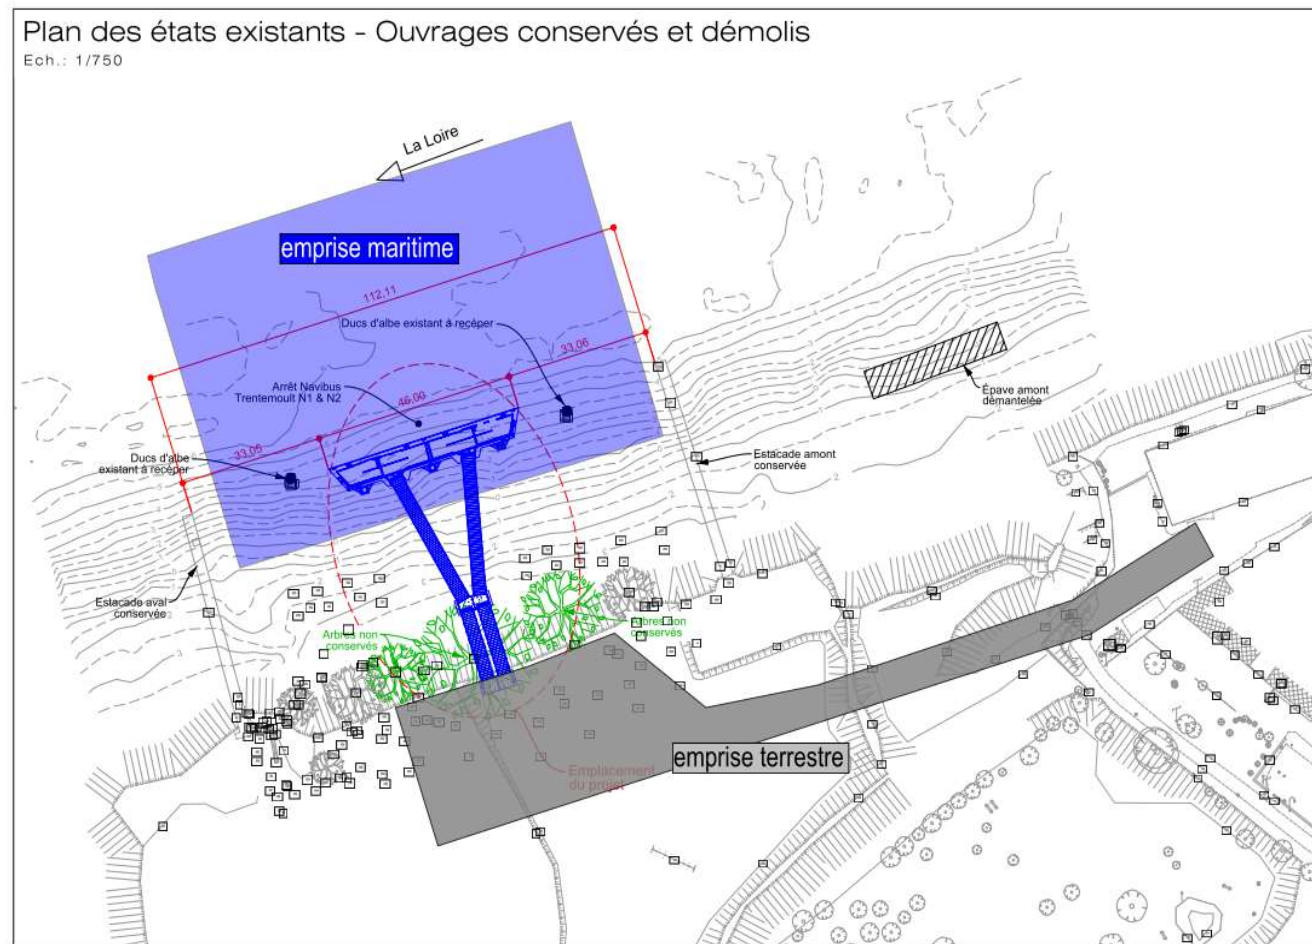 Plan des états existants - Ouvrages conservés et démolis
Ech.: 1/750
La Loire
emprise maritime
112,11
Ducs d'albe existant à recéper
33,06
Arrêt Navibus
Trentemoult N1 & N2
46,00
Épave amont
démantelée
33,05
Ducs d'albe
existant à recéper
Estacade amont
conservée
Estacade aval
conservée
Arbres non
conservés
Arbres non
conservés
emprise terrestre
Emplacement
du projet